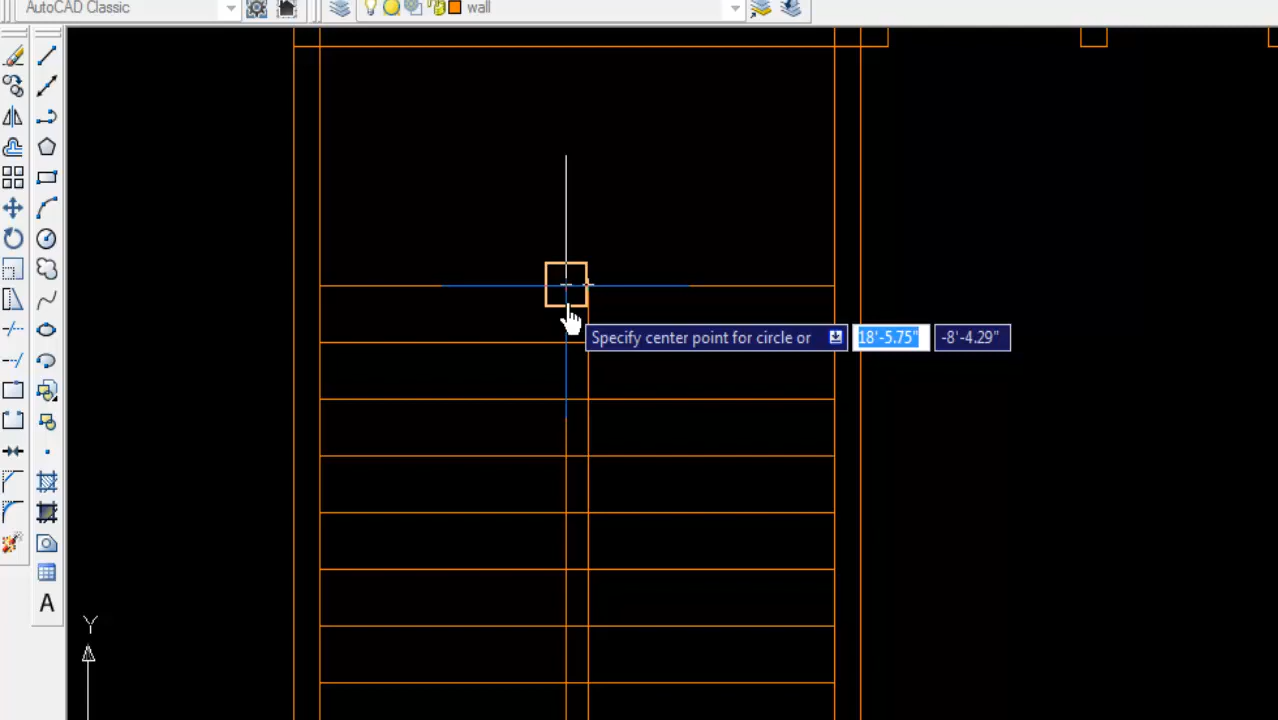 AutoCAD Classic
wall
Specify center point for circle or 18'-5.75" -8'-4.29"
A
Y